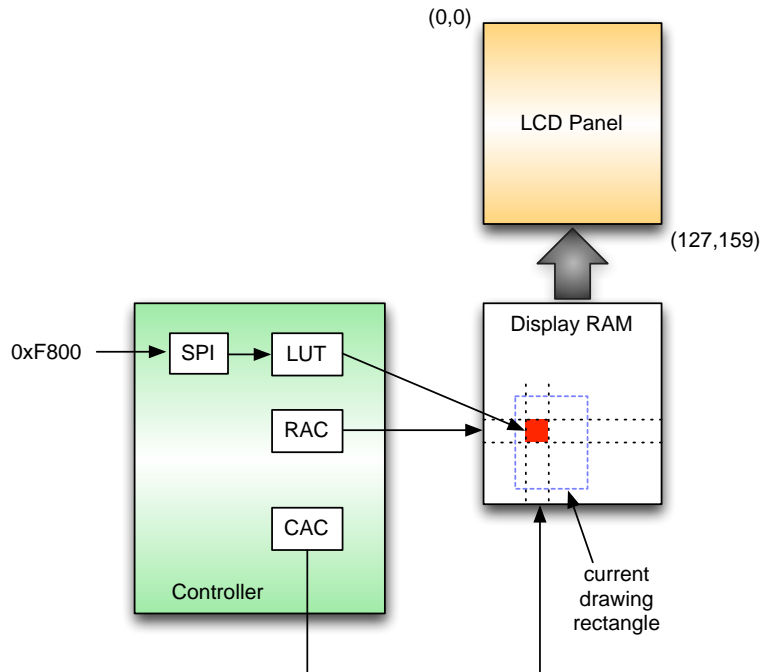 (0,0)
LCD Panel
(127,159)
Display RAM
0xF800
SPI
LUT
RAC
CAC
Controller
current
drawing
rectangle